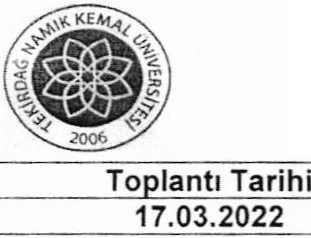 TEKİRDAĞ NAMIK KEMAL ÜNİVERSİTESİ
2006
Toplantı Tarihi
17.03.2022